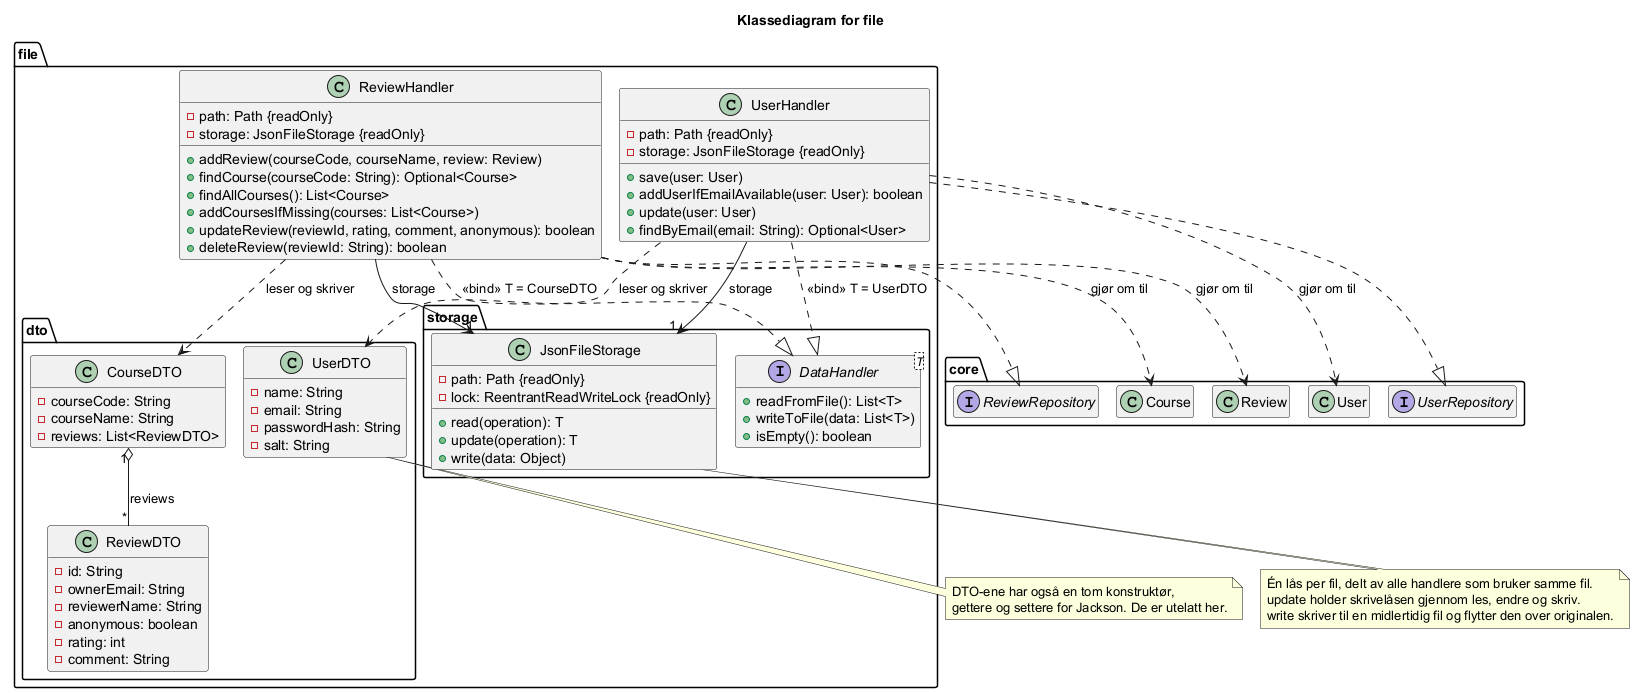 Klassediagram for file
file
C ReviewHandler
path: Path {readOnly}
storage: JsonFileStorage {readOnly}
addReview(courseCode, courseName, review: Review)
findCourse(courseCode: String): Optional<Course>
findAllCourses(): List<Course>
addCoursesIfMissing(courses: List<Course>)
updateReview(reviewId, rating, comment, anonymous): boolean
deleteReview(reviewId: String): boolean
C UserHandler
path: Path {readOnly}
storage: JsonFileStorage {readOnly}
save(user: User)
addUserIfEmailAvailable(user: User): boolean
update(user: User)
findByEmail(email: String): Optional<User>
leser og skriver
storage
«bind» T = CourseDTO
leser og skriver
storage
«bind» T = UserDTO
gjør om til
gjør om til
gjør om til
dto
C CourseDTO
courseCode: String
courseName: String
reviews: List<ReviewDTO>
C UserDTO
name: String
email: String
passwordHash: String
salt: String
1
reviews
*
C ReviewDTO
id: String
ownerEmail: String
reviewerName: String
anonymous: boolean
rating: int
comment: String
storage
1
C JsonFileStorage
path: Path {readOnly}
lock: ReentrantReadWriteLock {readOnly}
read(operation): T
update(operation): T
write(data: Object)
I DataHandler
T
readFromFile(): List<T>
writeToFile(data: List<T>)
isEmpty(): boolean
core
I ReviewRepository
C Course
C Review
C User
I UserRepository
DTO-ene har også en tom konstruktør,
gettere og settere for Jackson. De er utelatt her.
Én lås per fil, delt av alle handlere som bruker samme fil.
update holder skrivelåsen gjennom les, endre og skriv.
write skriver til en midlertidig fil og flytter den over originalen.